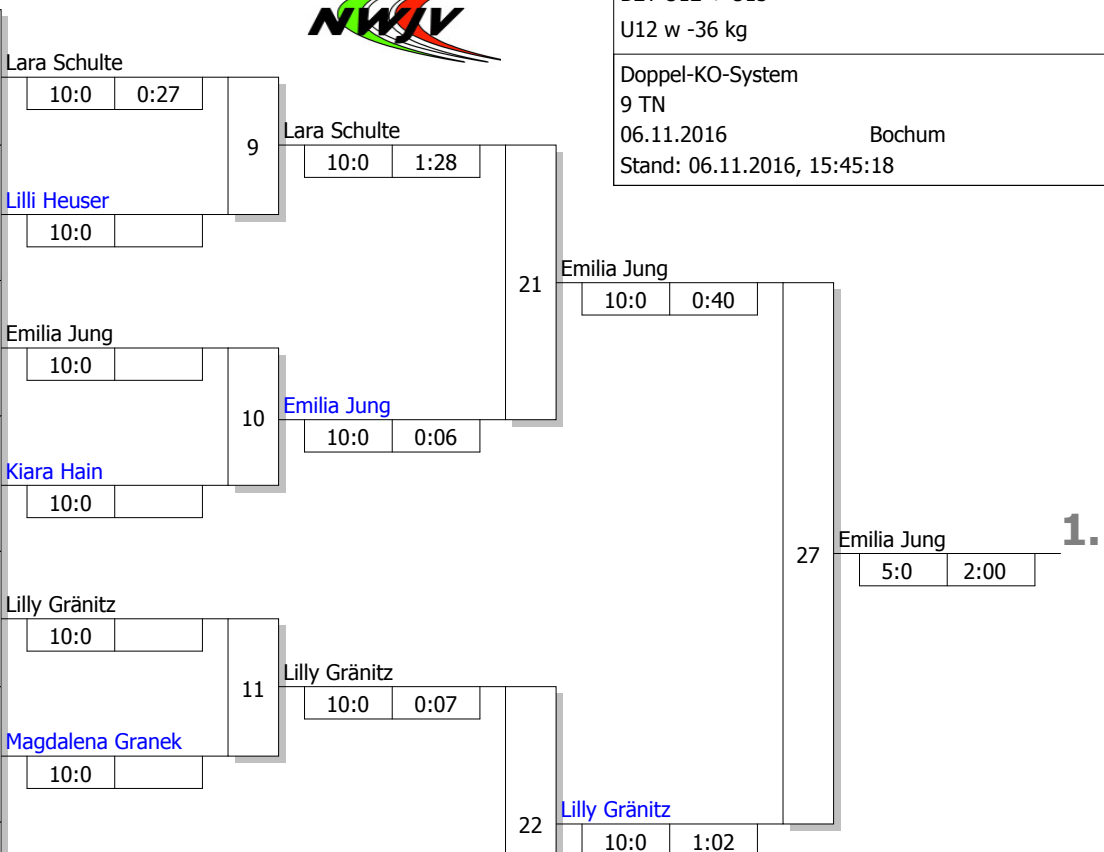 NWJV
U12 w -36 kg
Doppel-KO-System
9 TN
06.11.2016 Bochum
Stand: 06.11.2016, 15:45:18
Lara Schulte
10:0 0:27
9
Lara Schulte
10:0 1:28
Lilli Heuser
10:0
21
Emilia Jung
10:0 0:40
Emilia Jung
10:0
10
Emilia Jung
10:0 0:06
Kiara Hain
10:0
27
Emilia Jung
1.
5:0 2:00
Lilly Gränitz
10:0
11
Lilly Gränitz
10:0 0:07
Magdalena Granek
10:0
22
Lilly Gränitz
10:0 1:02